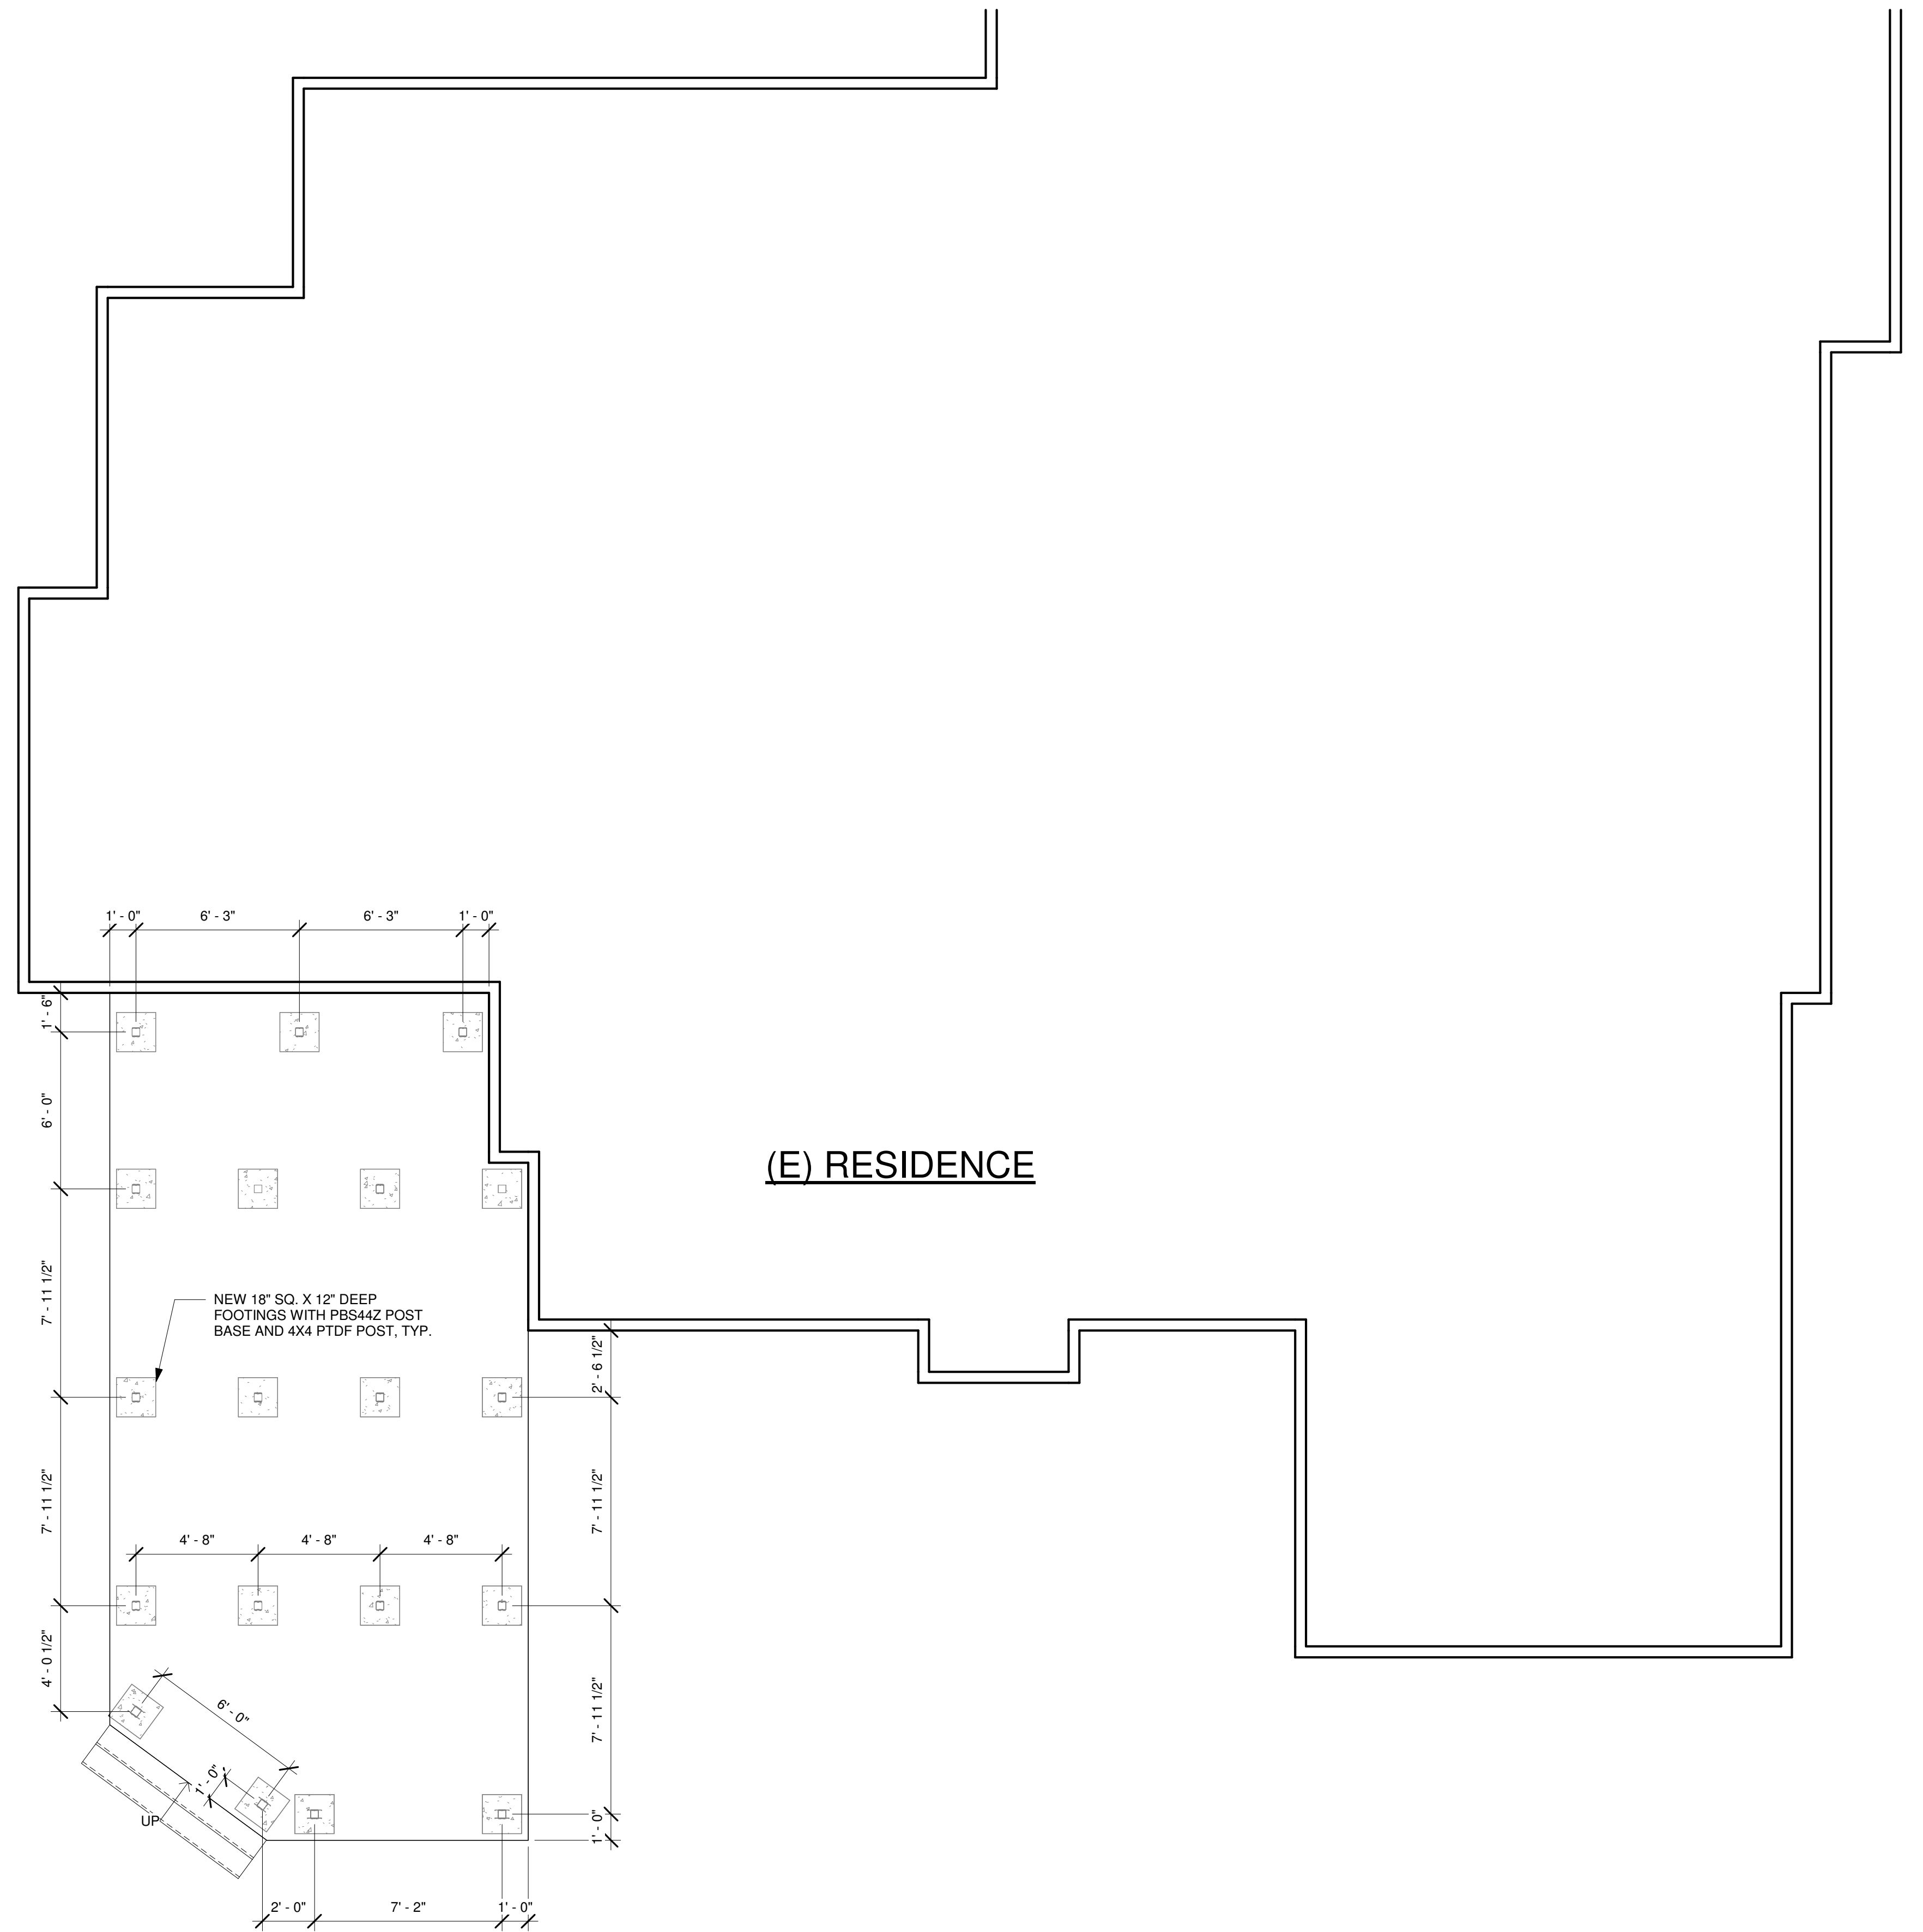 1' - 0" 6' - 3" 6' - 3" 1' - 0"
1' - 6"
6' - 0"
(E) RESIDENCE
7' - 11 1/2"
NEW 18" SQ. X 12" DEEP
FOOTINGS WITH PBS44Z POST
BASE AND 4X4 PTDF POST, TYP.
2' - 6 1/2"
7' - 11 1/2"
7' - 11 1/2"
4' - 8" 4' - 8" 4' - 8"
4' - 0 1/2"
6' - 0"
7' - 11 1/2"
1' - 0"
UP
1' - 0"
2' - 0" 7' - 2" 1' - 0"